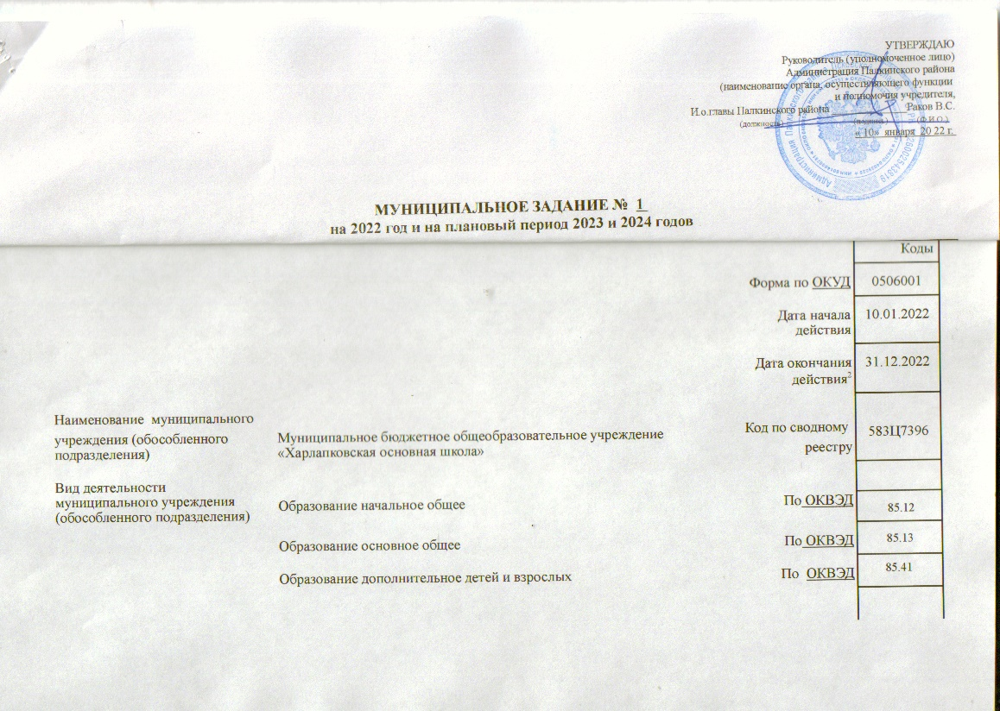 УТВЕРЖДАЮ
Руководитель (уполномоченное лицо)
Администрация Палкинского района
(наименование органа, осуществляющего функции
и полномочия учредителя,
И.о.главы Палкинского района ________________ Раков В.С.
(должность) (подпись) (Ф.И.О.)
« 10» января 20 22 г.
МУНИЦИПАЛЬНОЕ ЗАДАНИЕ № 1
на 2022 год и на плановый период 2023 и 2024 годов
Коды
Форма по ОКУД 0506001
Дата начала действия 10.01.2022
Дата окончания действия2 31.12.2022
Наименование муниципального
учреждения (обособленного
подразделения)
Муниципальное бюджетное общеобразовательное учреждение
«Харлапковская основная школа»
Код по сводному
реестру
583Ц7396
Вид деятельности
муниципального учреждения
(обособленного подразделения)
Образование начальное общее По ОКВЭД 85.12
Образование основное общее По ОКВЭД 85.13
Образование дополнительное детей и взрослых По ОКВЭД 85.41